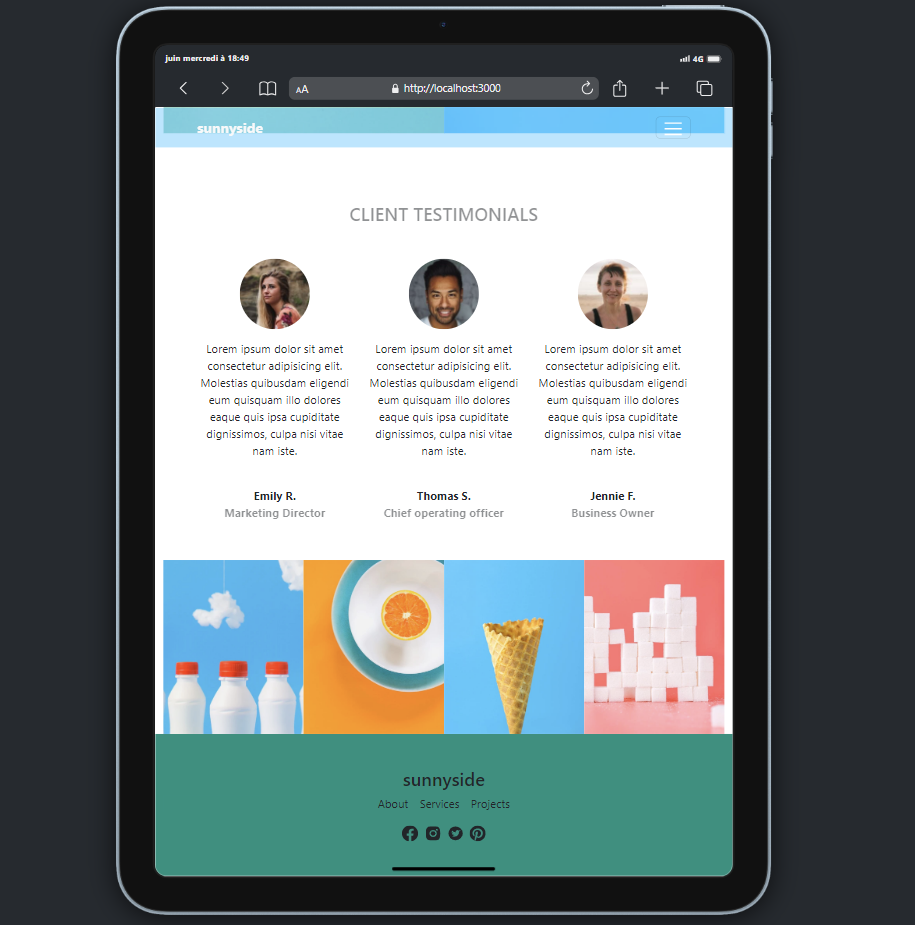 juin mercredi à 18:49
4G
AA
http://localhost:3000
sunnyside
CLIENT TESTIMONIALS
Lorem ipsum dolor sit amet
consectetur adipisicing elit.
Molestias quibusdam eligendi
eum quisquam illo dolores
eaque quis ipsa cupiditate
dignissimos, culpa nisi vitae
nam iste.
Emily R.
Marketing Director
Lorem ipsum dolor sit amet
consectetur adipisicing elit.
Molestias quibusdam eligendi
eum quisquam illo dolores
eaque quis ipsa cupiditate
dignissimos, culpa nisi vitae
nam iste.
Thomas S.
Chief operating officer
Lorem ipsum dolor sit amet
consectetur adipisicing elit.
Molestias quibusdam eligendi
eum quisquam illo dolores
eaque quis ipsa cupiditate
dignissimos, culpa nisi vitae
nam iste.
Jennie F.
Business Owner
sunnyside
About Services Projects